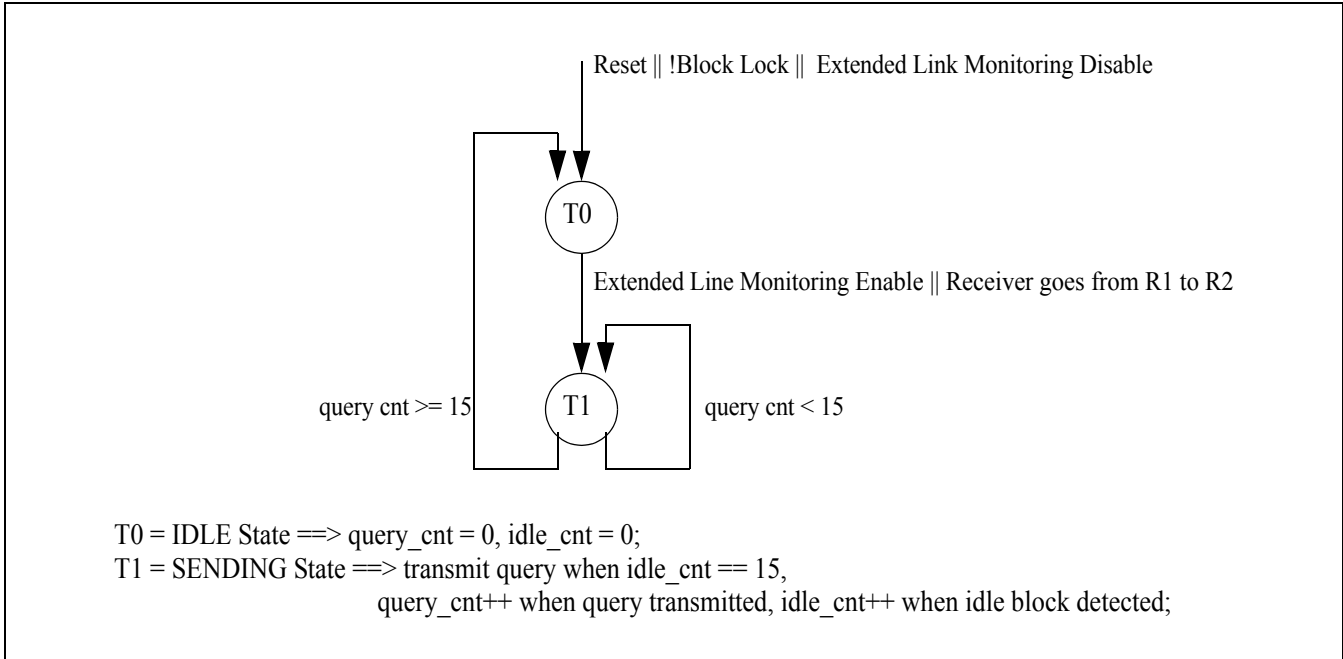 Reset || !Block Lock || Extended Link Monitoring Disable
T0
Extended Line Monitoring Enable || Receiver goes from R1 to R2
query cnt >= 15
T1
query cnt < 15
T0 = IDLE State ==> query_cnt = 0, idle_cnt = 0;
T1 = SENDING State ==> transmit query when idle_cnt == 15,
query_cnt++ when query transmitted, idle_cnt++ when idle block detected;